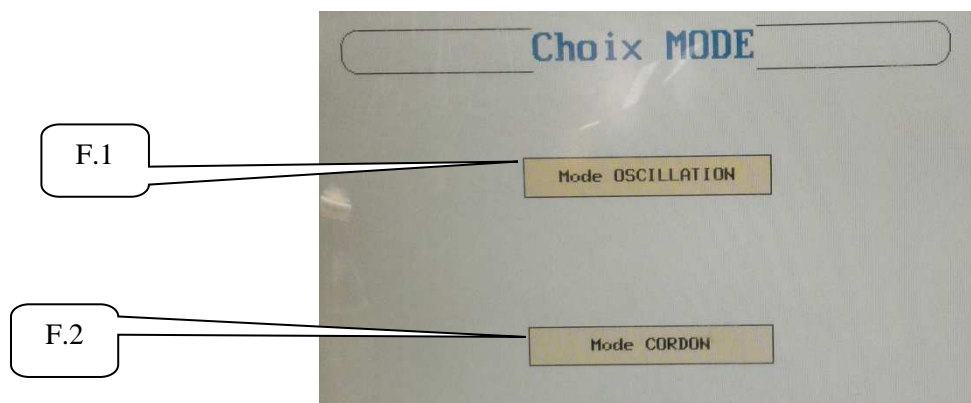 Choix MODE
F.1
Mode OSCILLATION
F.2
Mode CORDON